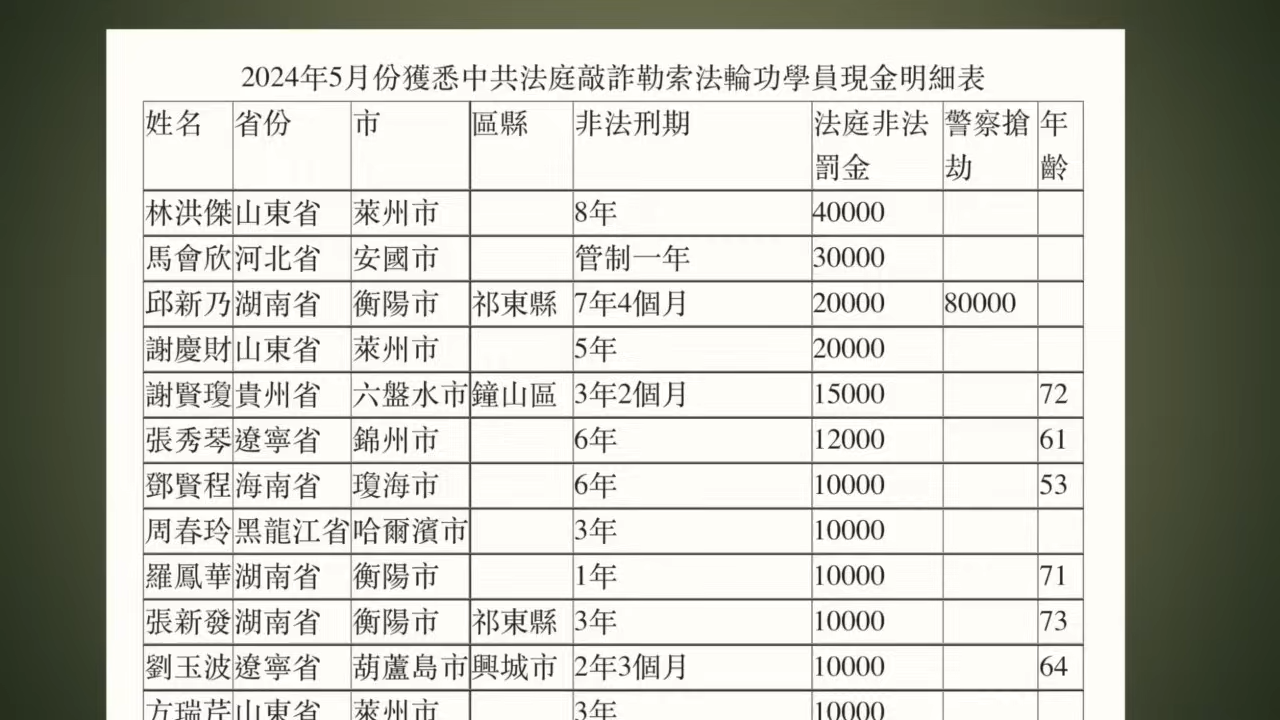 2024年5月份獲悉中共法庭敲詐勒索法輪功學員現金明細表
姓名 省份 市 區縣 非法刑期 法庭非法罰金 警察搶劫 年齡
林洪傑 山東省 萊州市 8年 40000
馬會欣 河北省 安國市 管制一年 30000
邱新乃 湖南省 衡陽市 祁東縣 7年4個月 20000 80000
謝慶財 山東省 萊州市 5年 20000
謝賢瓊 貴州省 六盤水市 鐘山區 3年2個月 15000 72
張秀琴 遼寧省 錦州市 6年 12000 61
鄧賢程 海南省 瓊海市 6年 10000 53
周春玲 黑龍江省 哈爾濱市 3年 10000
羅鳳華 湖南省 衡陽市 1年 10000 71
張新發 湖南省 衡陽市 祁東縣 3年 10000 73
劉玉波 遼寧省 葫蘆島市 興城市 2年3個月 10000 64
方瑞芹 山東省 萊州市 3年 10000